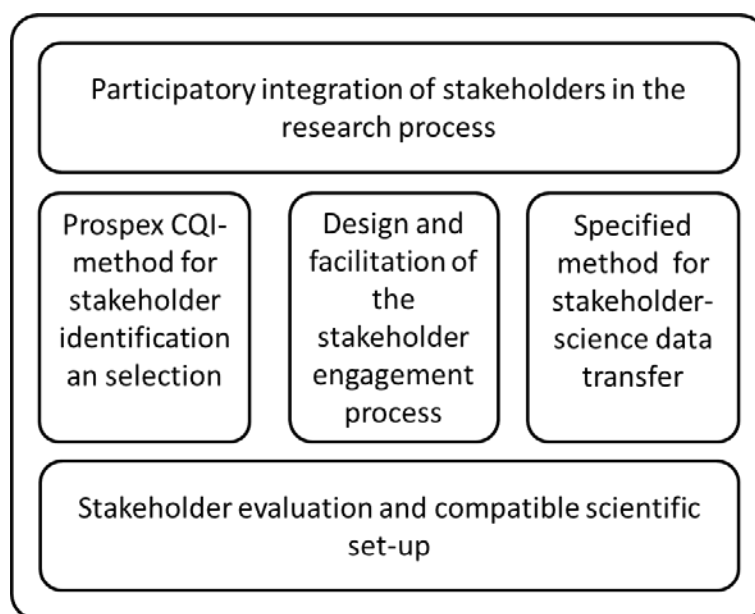 Participatory integration of stakeholders in the
research process
Prospex CQI-
method for
stakeholder
identification
an selection
Design and
facilitation of
the
stakeholder
engagement
process
Specified
method for
stakeholder-
science data
transfer
Stakeholder evaluation and compatible scientific
set-up